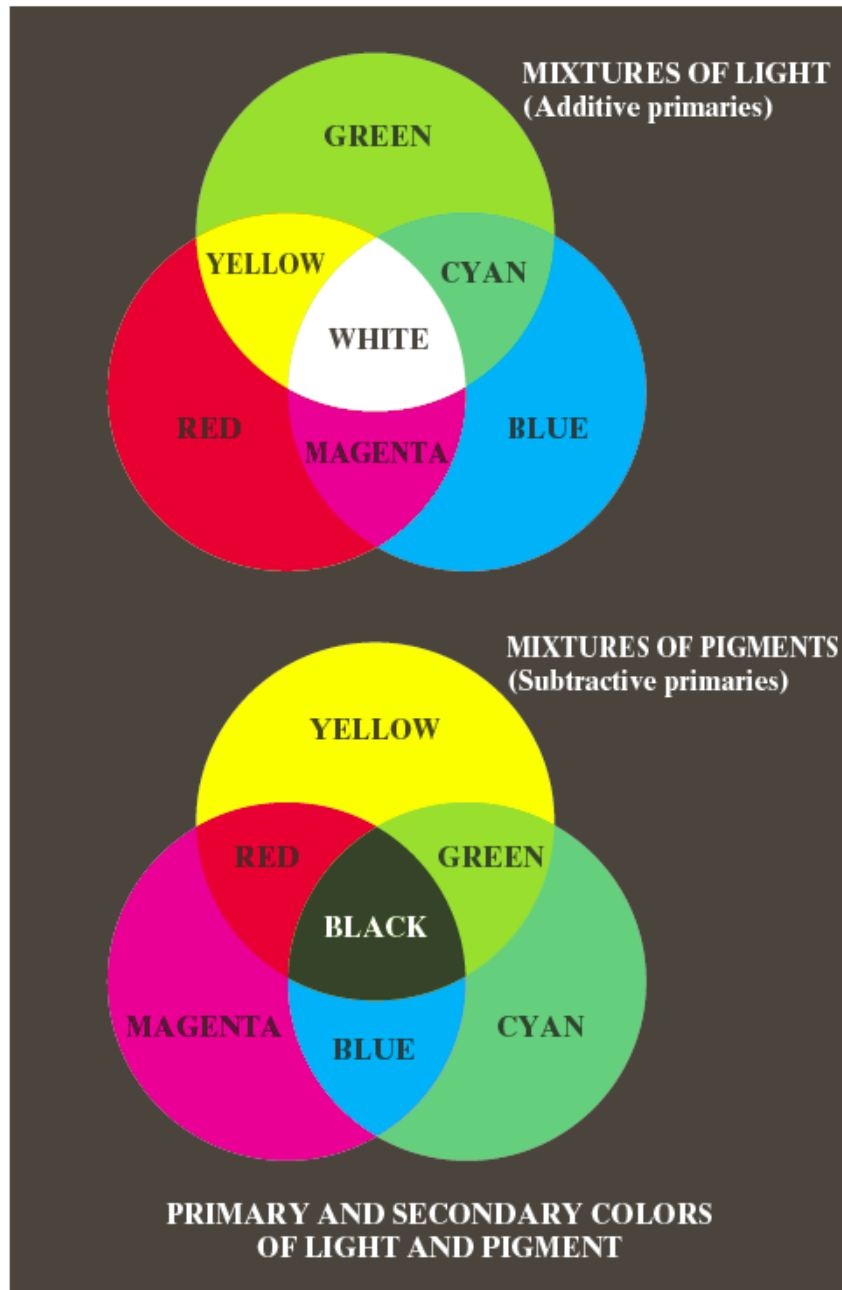 MIXTURES OF LIGHT
(Additive primaries)
GREEN
YELLOW
CYAN
WHITE
RED
BLUE
MAGENTA
MIXTURES OF PIGMENTS
(Subtractive primaries)
YELLOW
RED
GREEN
BLACK
MAGENTA
CYAN
BLUE
PRIMARY AND SECONDARY COLORS
OF LIGHT AND PIGMENT